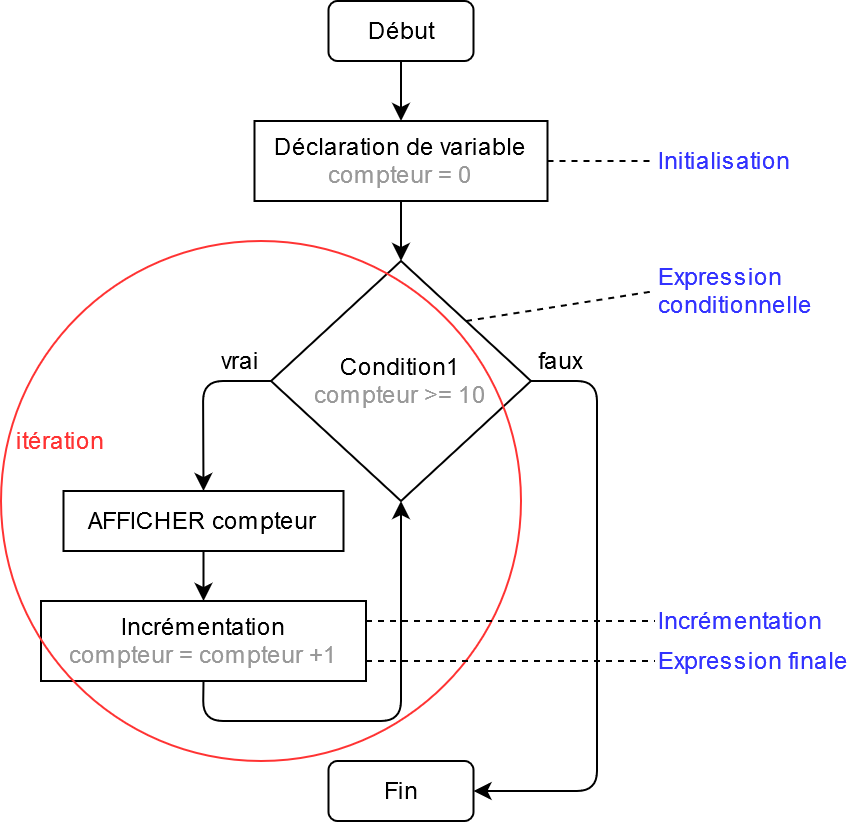 Début
Déclaration de variable
compteur = 0
Initialisation
Expression
conditionnelle
vrai
faux
Condition1
compteur >= 10
itération
AFFICHER compteur
Incrémentation
compteur = compteur +1
Incrémentation
Expression finale
Fin